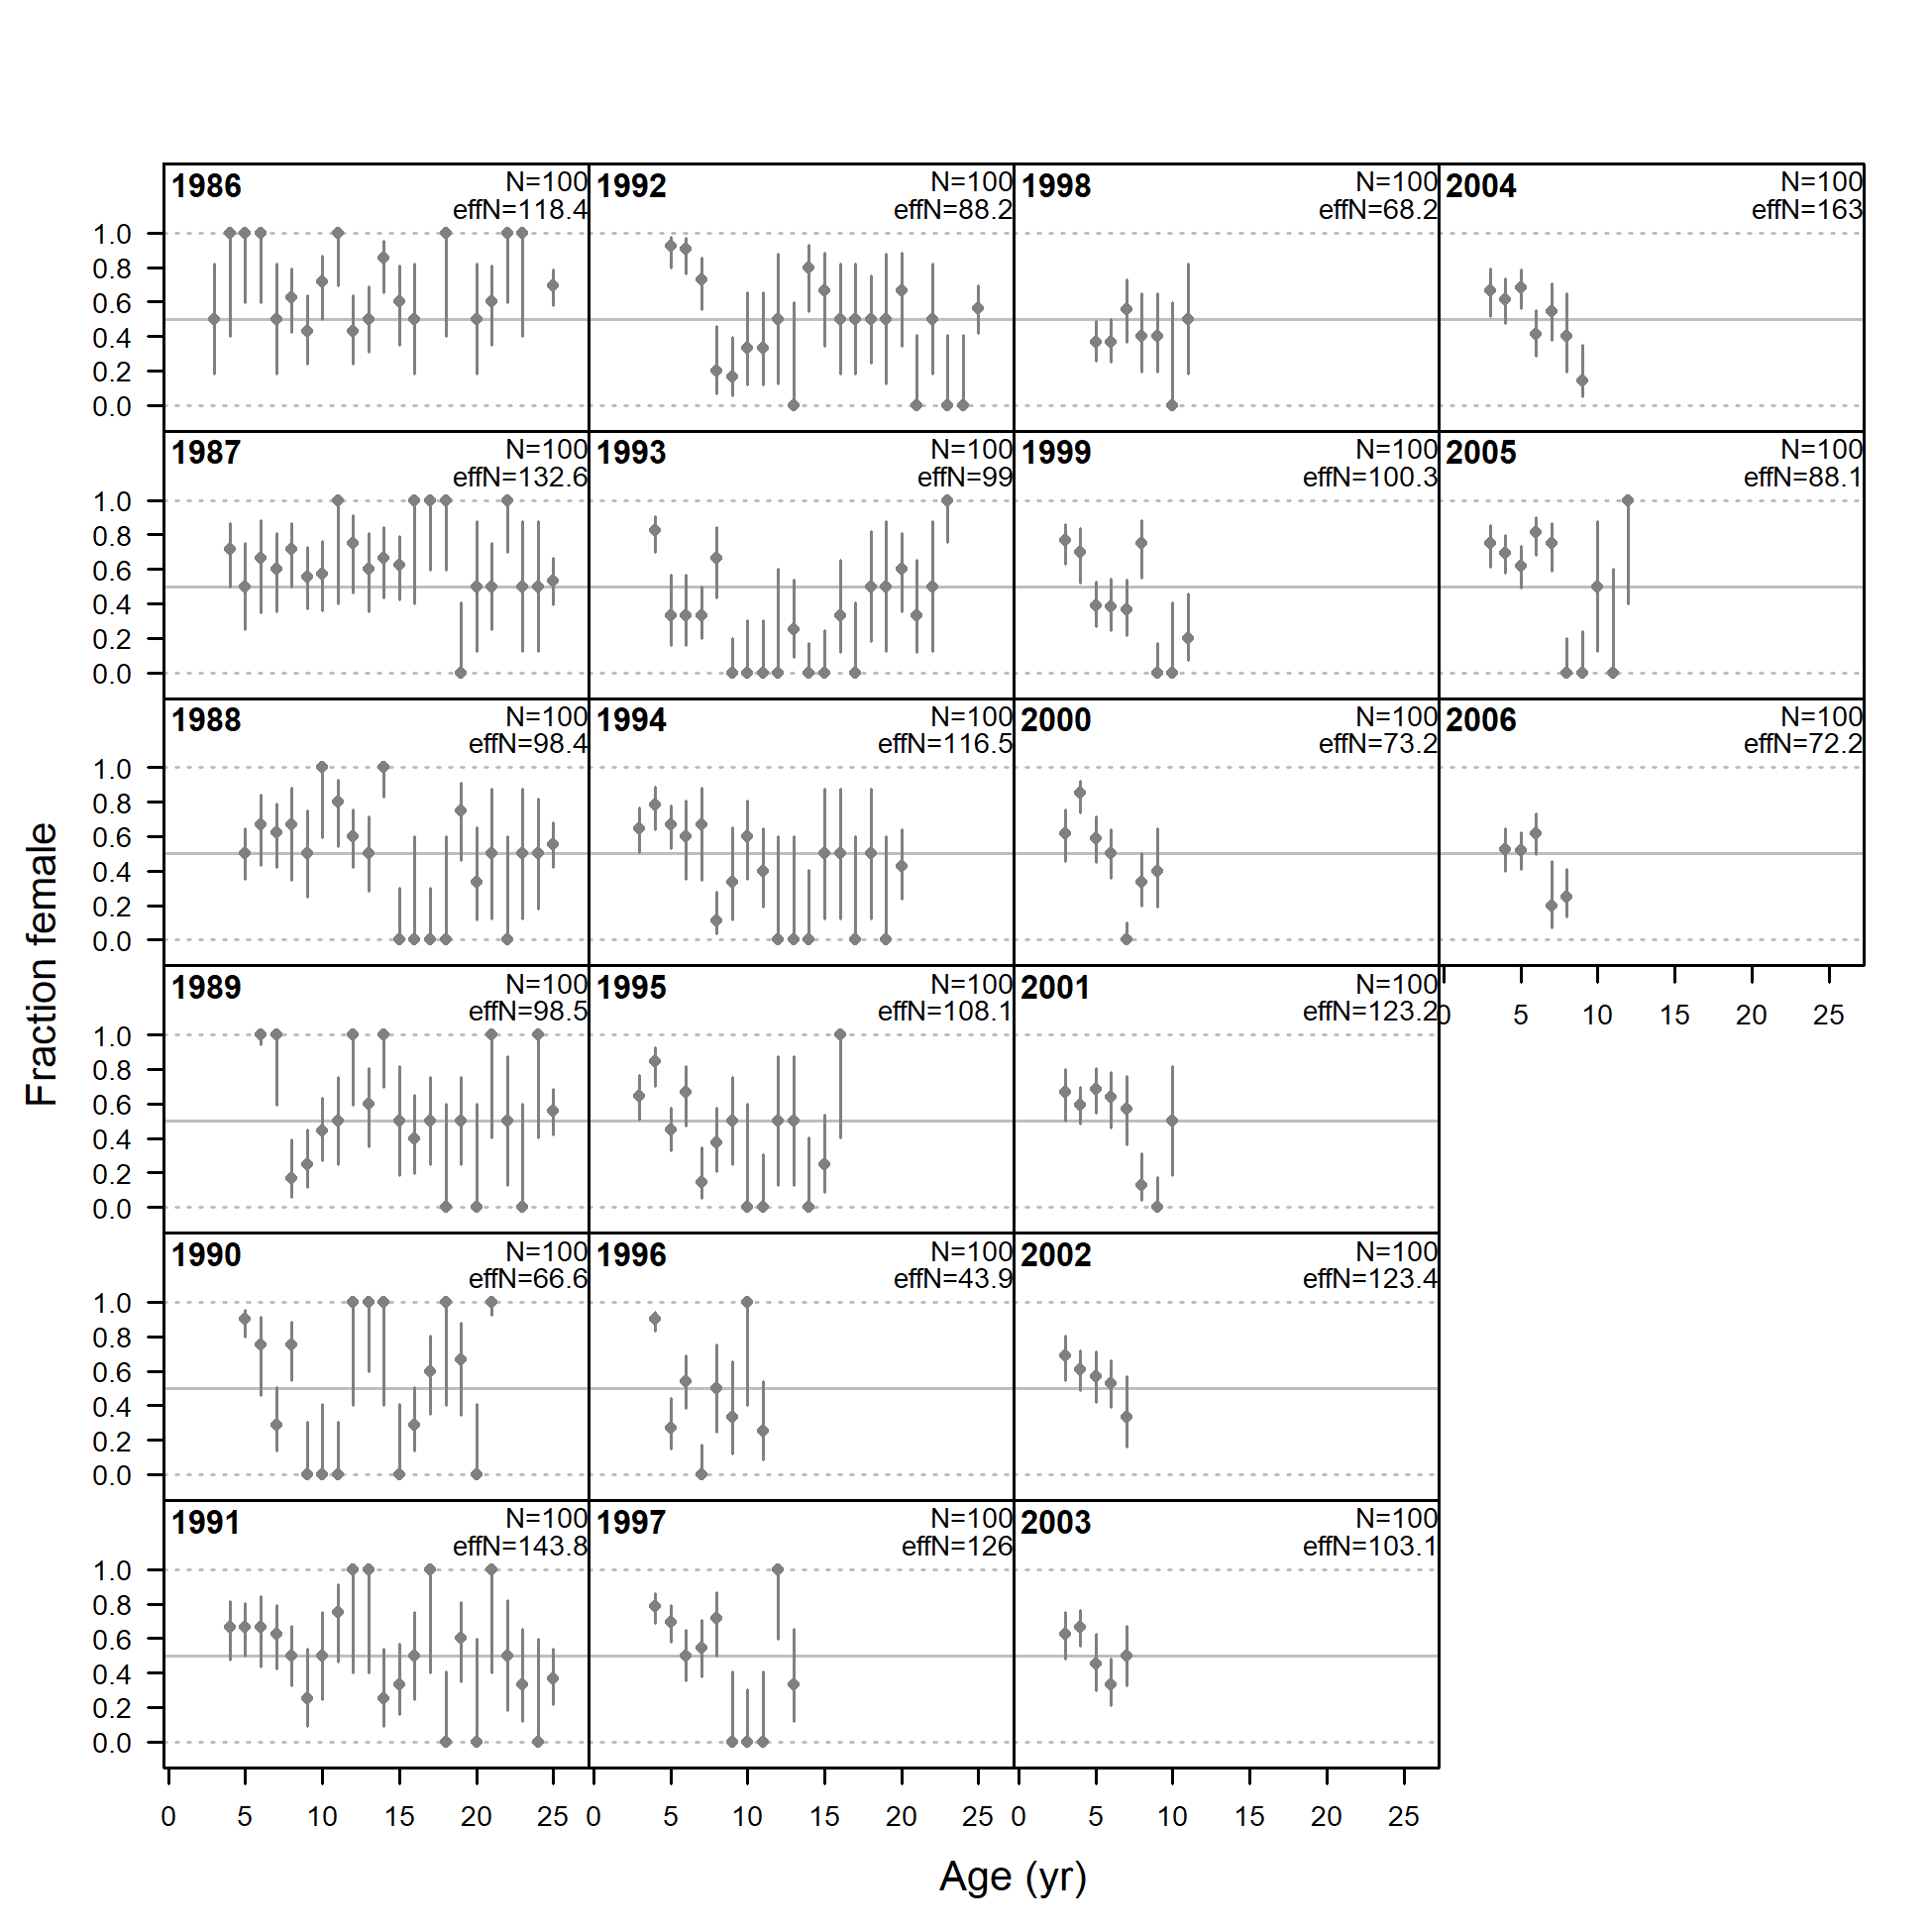 1986 N=100 1992 N=100 1998 N=100 2004 N=100
effN=118.4 effN=88.2 effN=68.2 effN=163
1.0
0.8
0.6
0.4
0.2
0.0
1987 N=100 1993 N=100 1999 N=100 2005 N=100
effN=132.6 effN=99 effN=100.3 effN=88.1
1.0
0.8
0.6
0.4
0.2
0.0
1988 N=100 1994 N=100 2000 N=100 2006 N=100
effN=98.4 effN=116.5 effN=73.2 effN=72.2
1.0
0.8
0.6
0.4
0.2
0.0
1989 N=100 1995 N=100 2001 N=100
effN=98.5 effN=108.1 effN=123.2
0 5 10 15 20 25
1.0
0.8
0.6
0.4
0.2
0.0
1990 N=100 1996 N=100 2002 N=100
effN=66.6 effN=43.9 effN=123.4
1.0
0.8
0.6
0.4
0.2
0.0
1991 N=100 1997 N=100 2003 N=100
effN=143.8 effN=126 effN=103.1
1.0
0.8
0.6
0.4
0.2
0.0
0 5 10 15 20 25 0 5 10 15 20 25 0 5 10 15 20 25
Age (yr)
Fraction female